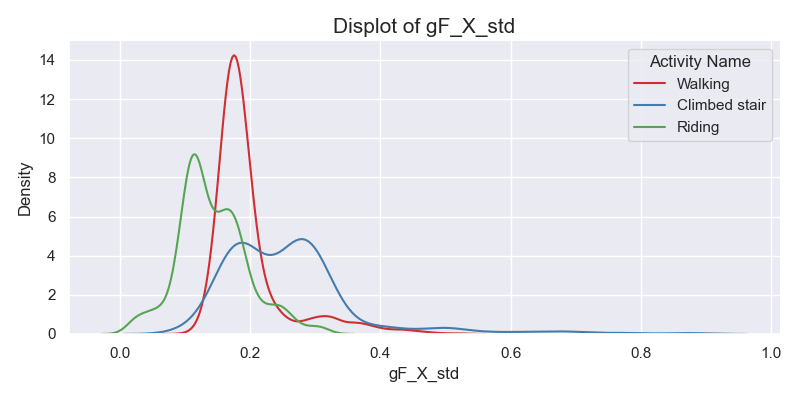 Displot of gF_X_std
Activity Name
Walking
Climbed stair
Riding
Density
14
12
10
8
6
4
2
0
0.0 0.2 0.4 0.6 0.8 1.0
gF_X_std